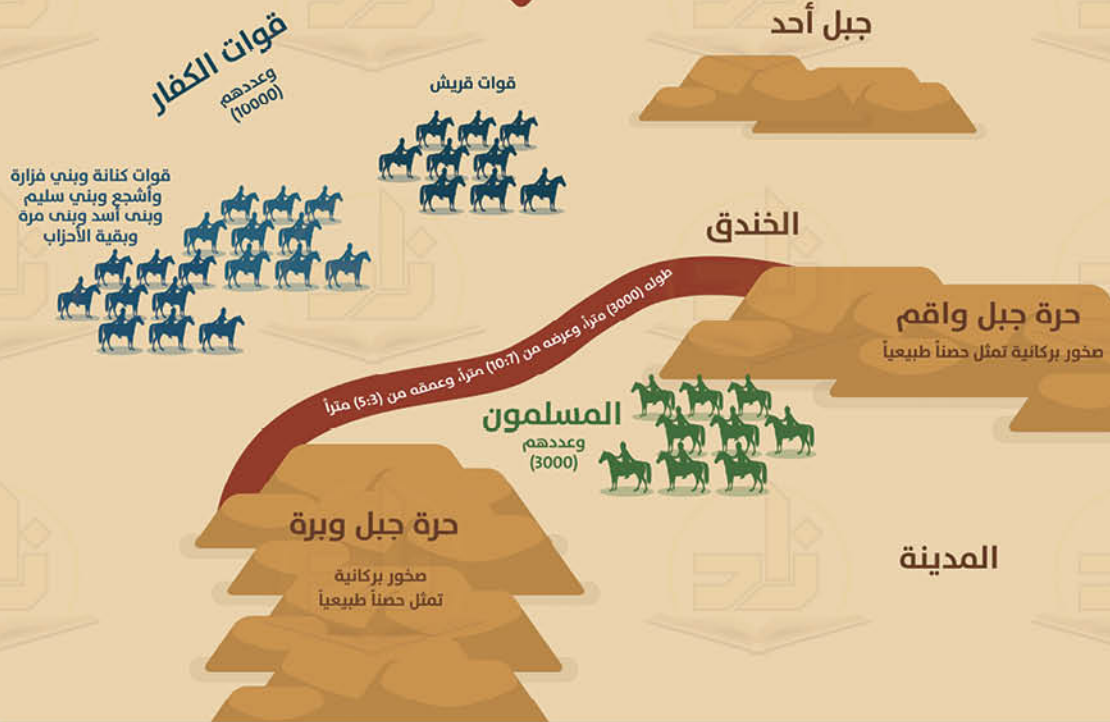 جبل أحد
قوات الكفار
وعددهم
(10000)
قوات قريش
قوات كنانة وبني فزارة
وأشجع وبني سليم
وبنى أسد وبنى مرة
وبقية الأحزاب
الخندق
طوله (3000) متراً، وعرضه من (10:7) متراً، وعمقه من (5:3) متراً
حرة جبل واقم
صخور بركانية تمثل حصناً طبيعياً
المسلمون
وعددهم
(3000)
حرة جبل وبرة
صخور بركانية
تمثل حصناً طبيعياً
المدينة